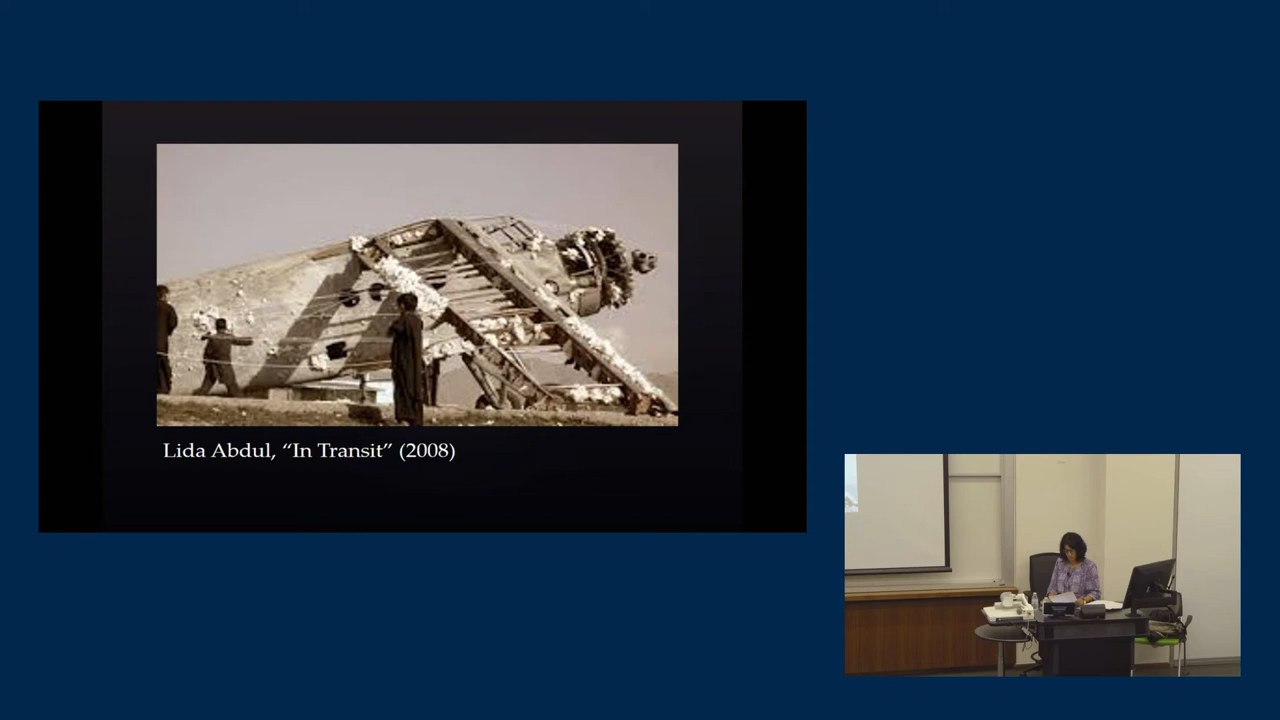 Lida Abdul, “In Transit” (2008)